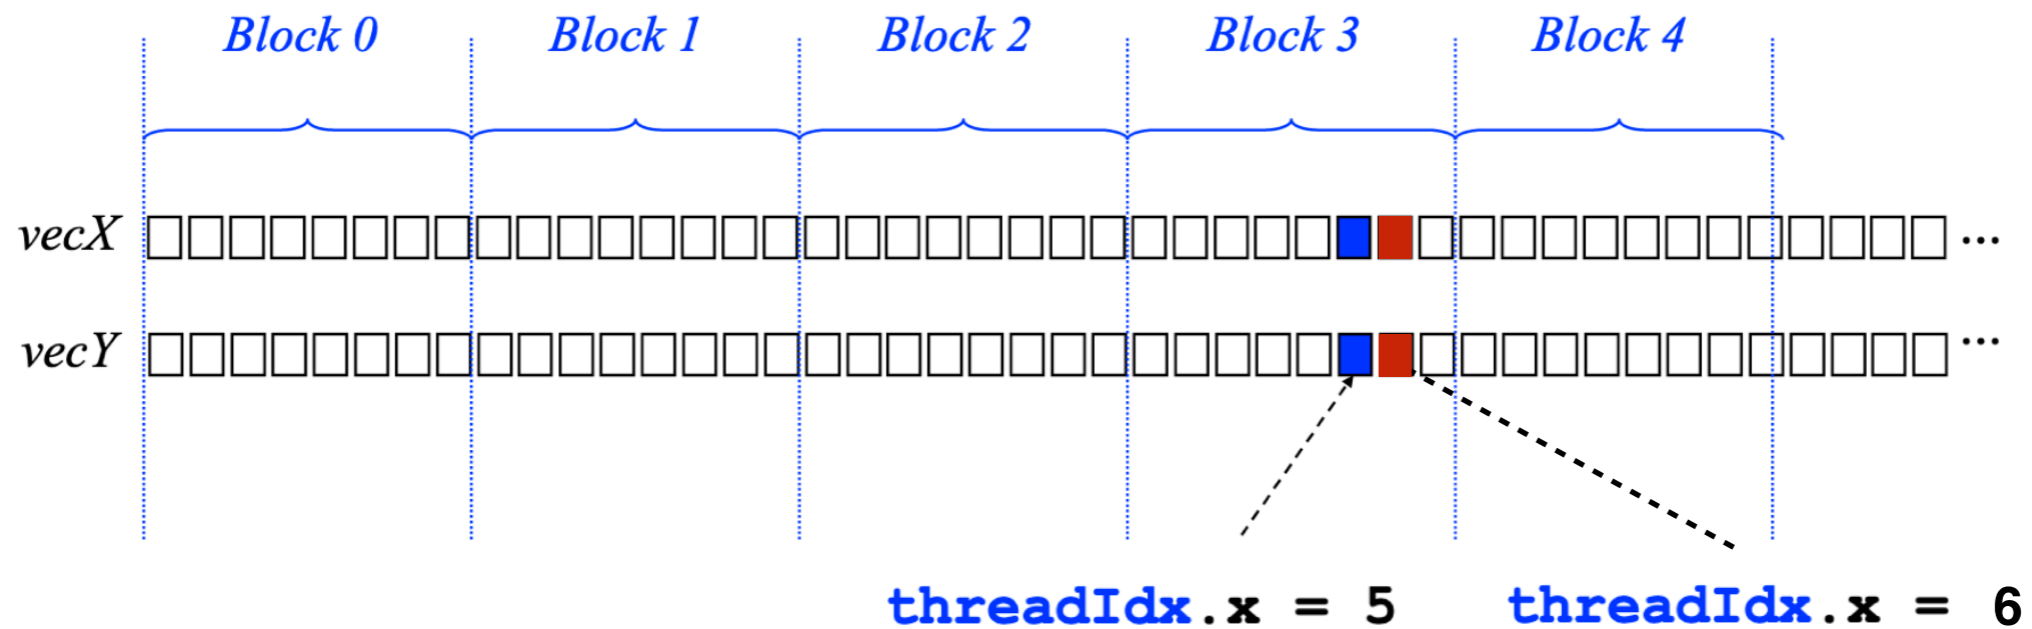 Block 0 Block 1 Block 2 Block 3 Block 4
vecX ...
vecY ...
threadIdx.x = 5 threadIdx.x = 6